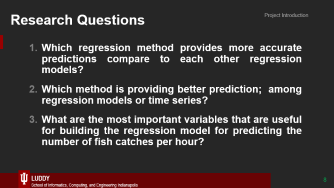 Project Introduction
Research Questions
1. Which regression method provides more accurate
predictions compare to each other regression
models?
2. Which method is providing better prediction; among
regression models or time series?
3. What are the most important variables that are useful
for building the regression model for predicting the
number of fish catches per hour?
LUDDY
School of Informatics, Computing, and Engineering Indianapolis